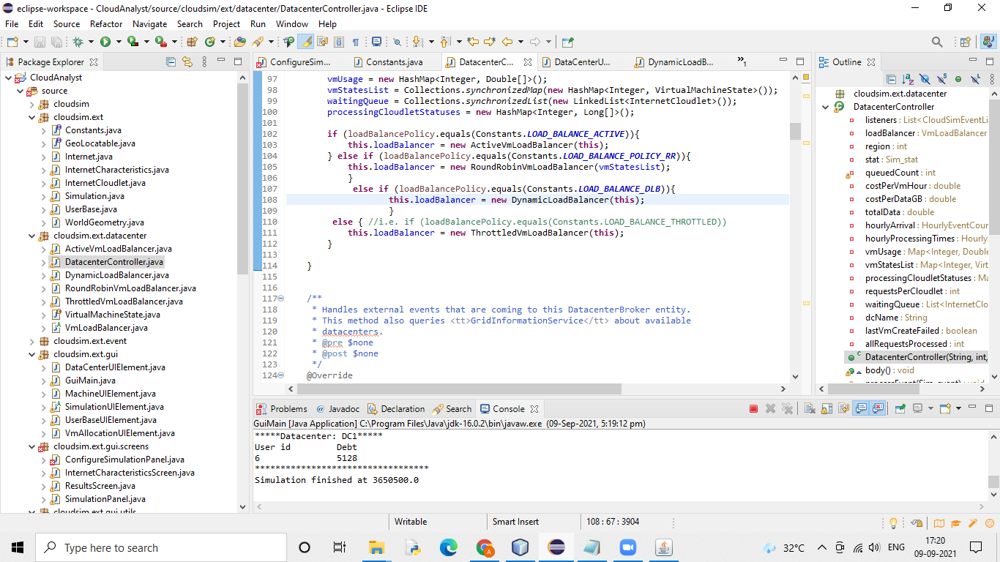 eclipse-workspace - CloudAnalyst/source/cloudsim/ext/datacenter/DatacenterController.java - Eclipse IDE
File Edit Source Refactor Navigate Search Project Run Window Help
Package Explorer
CloudAnalyst
source
cloudsim
cloudsim.ext
Constants.java
GeoLocatable.java
Internet.java
InternetCharacteristics.java
InternetCloudlet.java
Simulation.java
UserBase.java
WorldGeometry.java
cloudsim.ext.datacenter
ActiveVmLoadBalancer.java
DatacenterController.java
DynamicLoadBalancer.java
RoundRobinVmLoadBalancer.java
ThrottledVmLoadBalancer.java
VirtualMachineState.java
VmLoadBalancer.java
cloudsim.ext.event
cloudsim.ext.gui
DataCenterUIElement.java
GuiMain.java
MachineUIElement.java
SimulationUIElement.java
UserBaseUIElement.java
VmAllocationUIElement.java
cloudsim.ext.gui.screens
ConfigureSimulationPanel.java
InternetCharacteristicsScreen.java
ResultsScreen.java
SimulationPanel.java
cloudsim.ext.gui.utils
ConfigureSim... Constants.java DatacenterC... DataCenterU... DynamicLoadB... »1
97 vmUsage = new HashMap<Integer, Double[]>();
98 vmStatesList = Collections.synchronizedMap(new HashMap<Integer, VirtualMachineState>());
99 waitingQueue = Collections.synchronizedList(new LinkedList<InternetCloudlet>());
100 processingCloudletStatuses = new HashMap<Integer, Long[]>();
101
102 if (loadBalancePolicy.equals(Constants.LOAD_BALANCE_ACTIVE)){
103 this.loadBalancer = new ActiveVmLoadBalancer(this);
104 } else if (loadBalancePolicy.equals(Constants.LOAD_BALANCE_POLICY_RR)){
105 this.loadBalancer = new RoundRobinVmLoadBalancer(vmStatesList);
106 }
107 else if (loadBalancePolicy.equals(Constants.LOAD_BALANCE_DLB)){
108 this.loadBalancer = new DynamicLoadBalancer(this);
109 }
110 else { //i.e. if (loadBalancePolicy.equals(Constants.LOAD_BALANCE_THROTTLED))
111 this.loadBalancer = new ThrottledVmLoadBalancer(this);
112 }
113
114 }
115
116
117 /**
118 * Handles external events that are coming to this DatacenterBroker entity.
119 * This method also queries <tt>GridInformationService</tt> about available
120 * datacenters.
121 * @pre $none
122 * @post $none
123 */
124 @Override
Outline
cloudsim.ext.datacenter
DatacenterController
listeners : List<CloudSimEventLi
loadBalancer : VmLoadBalancer
region : int
stat : Sim_stat
queuedCount : int
costPerVmHour : double
costPerDataGB : double
totalData : double
hourlyArrival : HourlyEventCoun
hourlyProcessingTimes : Hourly
vmUsage : Map<Integer, Double
vmStatesList : Map<Integer, Virt
processingCloudletStatuses : Ma
requestsPerCloudlet : int
waitingQueue : List<InternetClo
dcName : String
lastVmCreateFailed : boolean
allRequestsProcessed : int
DatacenterController(String, int,
body() : void
processEvent(Sim_event) : void
Problems @ Javadoc Declaration Search Console
GuiMain [Java Application] C:\Program Files\Java\jdk-16.0.2\bin\javaw.exe (09-Sep-2021, 5:19:12 pm)
*****Datacenter: DC1*****
User id Debt
6 5128
**********************************
Simulation finished at 3650500.0
Writable Smart Insert 108 : 67 : 3904
Type here to search
32°C ENG 17:20
09-09-2021